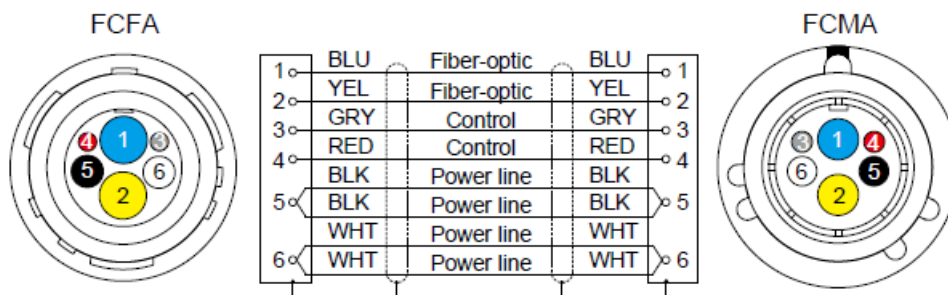 FCFA
FCMA
1 BLU Fiber-optic BLU 1
2 YEL Fiber-optic YEL 2
3 GRY Control GRY 3
4 RED Control RED 4
BLK Power line BLK
5 BLK Power line BLK 5
WHT Power line WHT
6 WHT Power line WHT 6
4 1 3
5 6
2
3 1 4
6 5
2